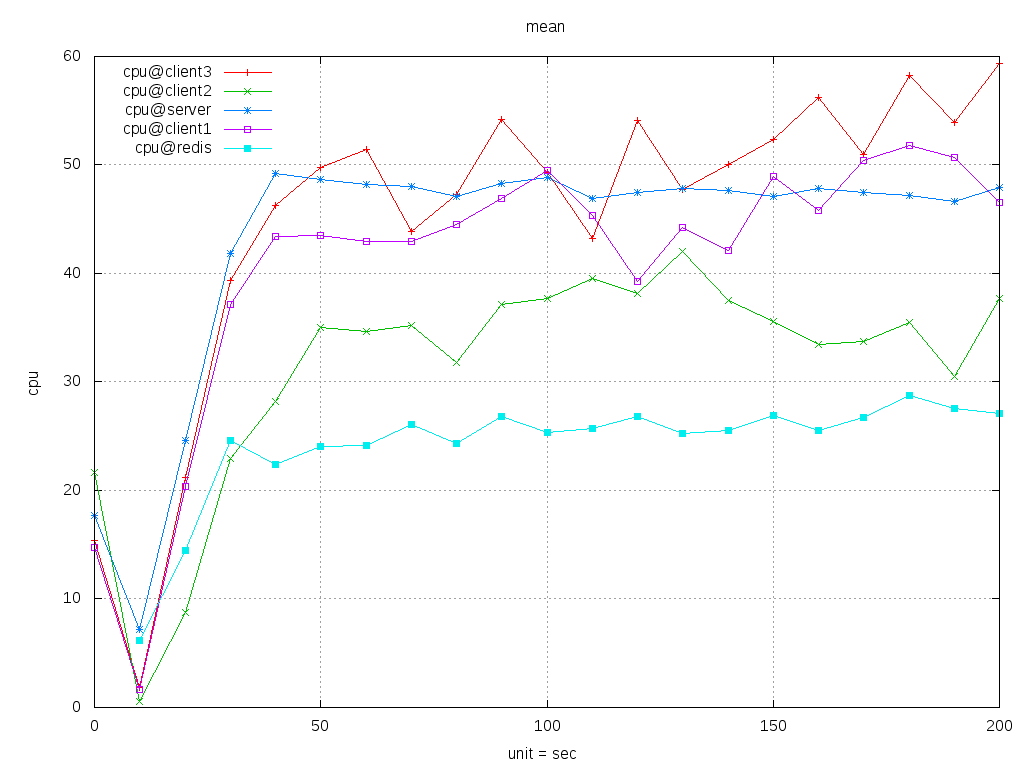 mean
60
50
40
30
20
10
0
cpu
cpu@client3
cpu@client2
cpu@server
cpu@client1
cpu@redis
0 50 100 150 200
unit = sec